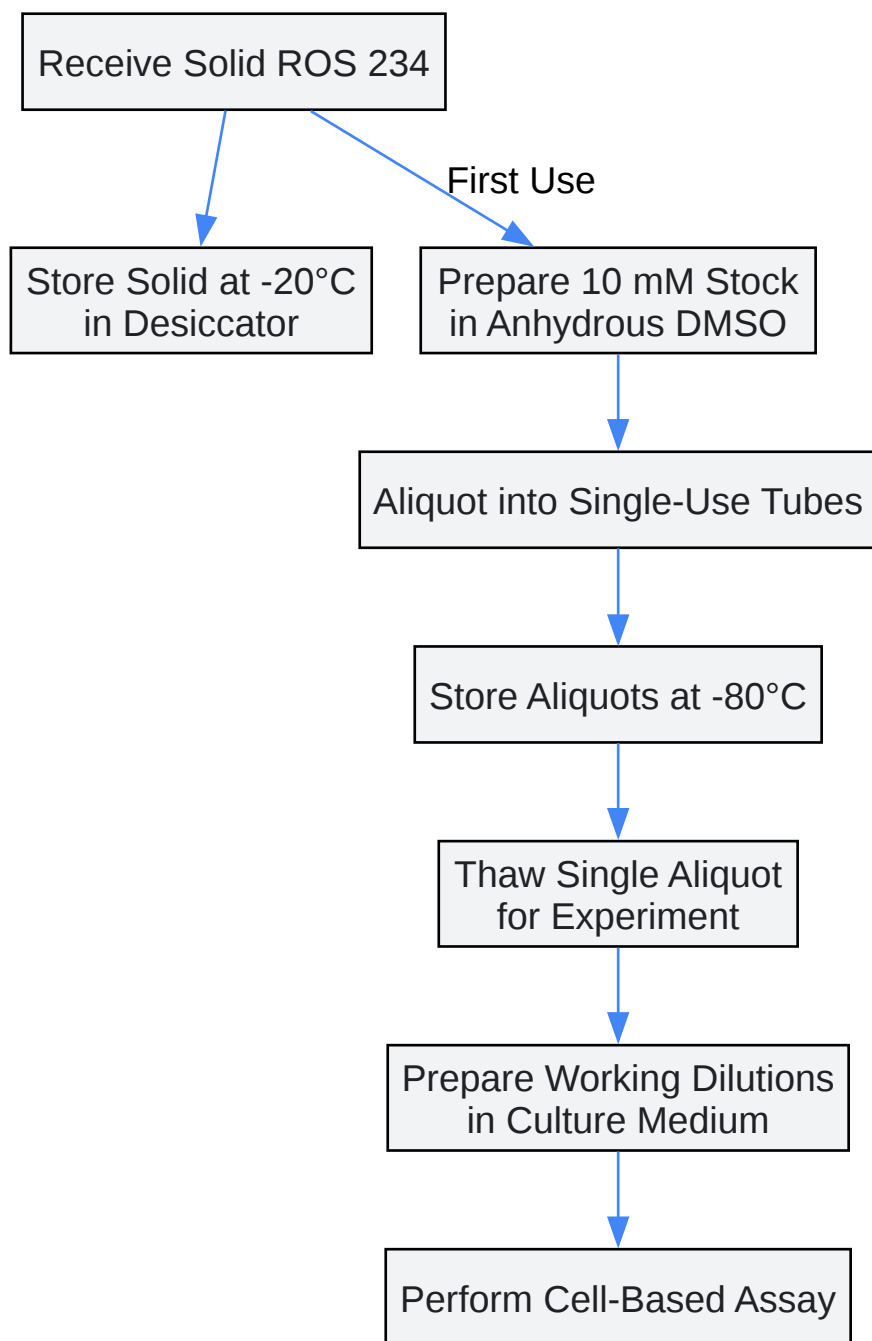 Receive Solid ROS 234
First Use
Store Solid at -20°C
in Desiccator
Prepare 10 mM Stock
in Anhydrous DMSO
Aliquot into Single-Use Tubes
Store Aliquots at -80°C
Thaw Single Aliquot
for Experiment
Prepare Working Dilutions
in Culture Medium
Perform Cell-Based Assay